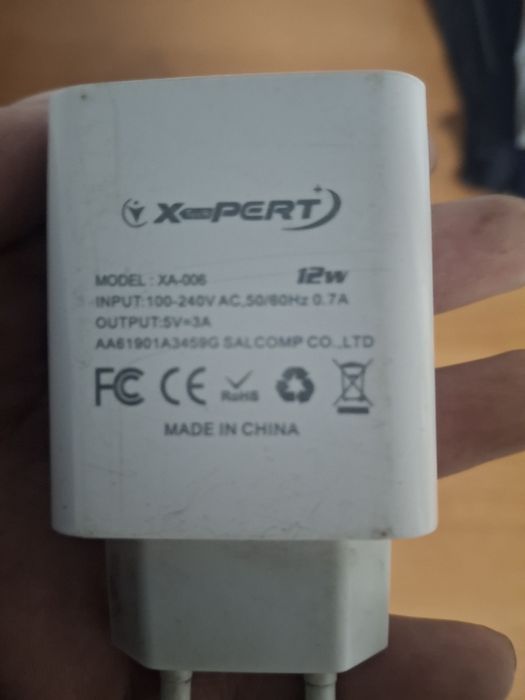 X-PERT
12W
MODEL : XA-006
INPUT:100-240V AC,50/60Hz 0.7A
OUTPUT:5V=3A
AA61901A3459G SALCOMP CO.,LTD
FC CE RoHS
MADE IN CHINA